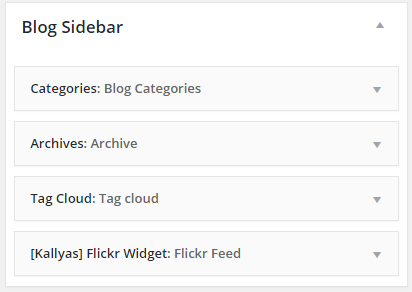 Blog Sidebar
Categories: Blog Categories
Archives: Archive
Tag Cloud: Tag cloud
[Kallyas] Flickr Widget: Flickr Feed